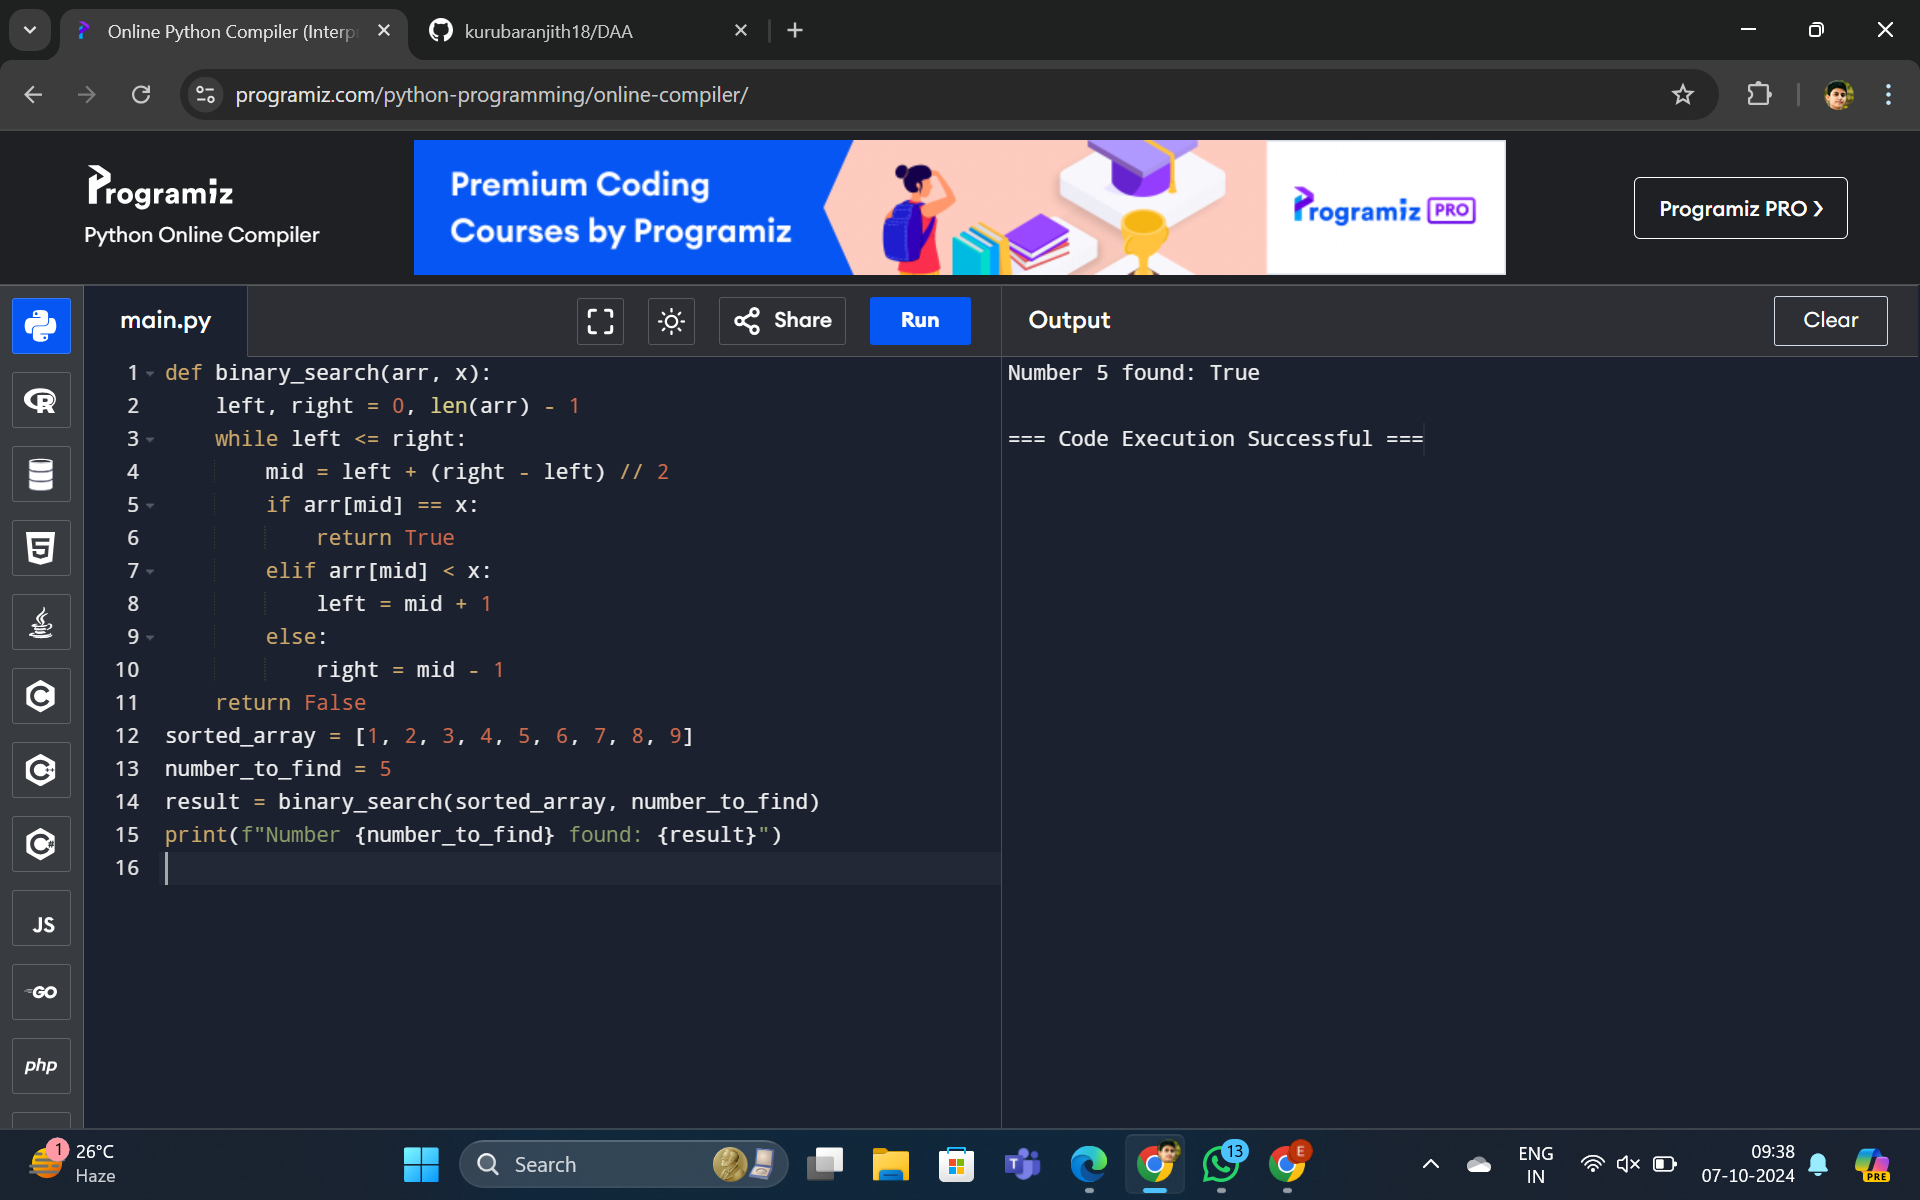 Online Python Compiler (Interp
kurubaranjith18/DAA
programiz.com/python-programming/online-compiler/
Programiz
Python Online Compiler
Premium Coding
Courses by Programiz
Programiz PRO
Programiz PRO
main.py
Share
Run
Output
Clear
1 def binary_search(arr, x):
2 left, right = 0, len(arr) - 1
3 while left <= right:
4 mid = left + (right - left) // 2
5 if arr[mid] == x:
6 return True
7 elif arr[mid] < x:
8 left = mid + 1
9 else:
10 right = mid - 1
11 return False
12 sorted_array = [1, 2, 3, 4, 5, 6, 7, 8, 9]
13 number_to_find = 5
14 result = binary_search(sorted_array, number_to_find)
15 print(f"Number {number_to_find} found: {result}")
16
Number 5 found: True
=== Code Execution Successful ===
R
5
C
C++
C#
JS
GO
php
1
26°C
Haze
Search
T
13
E
ENG
IN
09:38
07-10-2024
PRE